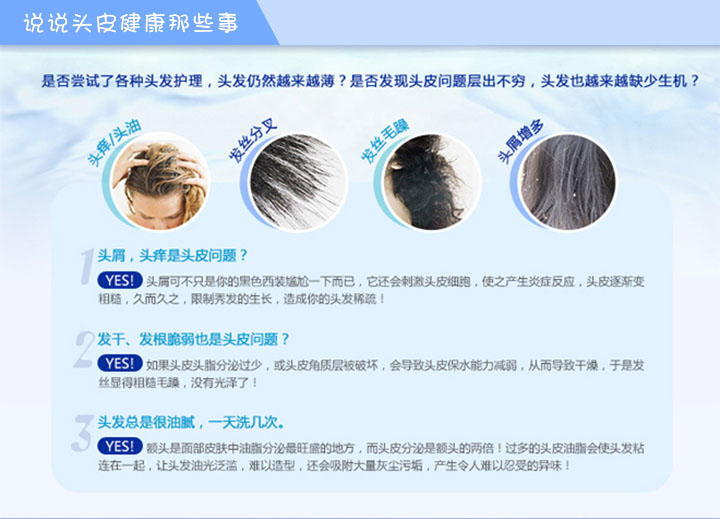 说说头皮健康那些事
是否尝试了各种头发护理，头发仍然越来越薄？是否发现头皮问题层出不穷，头发也越来越缺少生机？
头痒/头油
发丝分叉
发丝毛躁
头屑增多
1 头屑，头痒是头皮问题？
YES! 头屑可不只是你的黑色西装尴尬一下而已，它还会刺激头皮细胞，使之产生炎症反应，头皮逐渐变
粗糙，久而久之，限制秀发的生长，造成你的头发稀疏！
2 发干、发根脆弱也是头皮问题？
YES! 如果头皮头脂分泌过少，或头皮角质层被破坏，会导致头皮保水能力减弱，从而导致干燥，于是发
丝显得粗糙毛躁，没有光泽了！
3 头发总是很油腻，一天洗几次。
YES! 额头是面部皮肤中油脂分泌最旺盛的地方，而头皮分泌是额头的两倍！过多的头皮油脂会使头发粘
连在一起，让头发油光泛滥，难以造型，还会吸附大量灰尘污垢，产生令人难以忍受的异味！